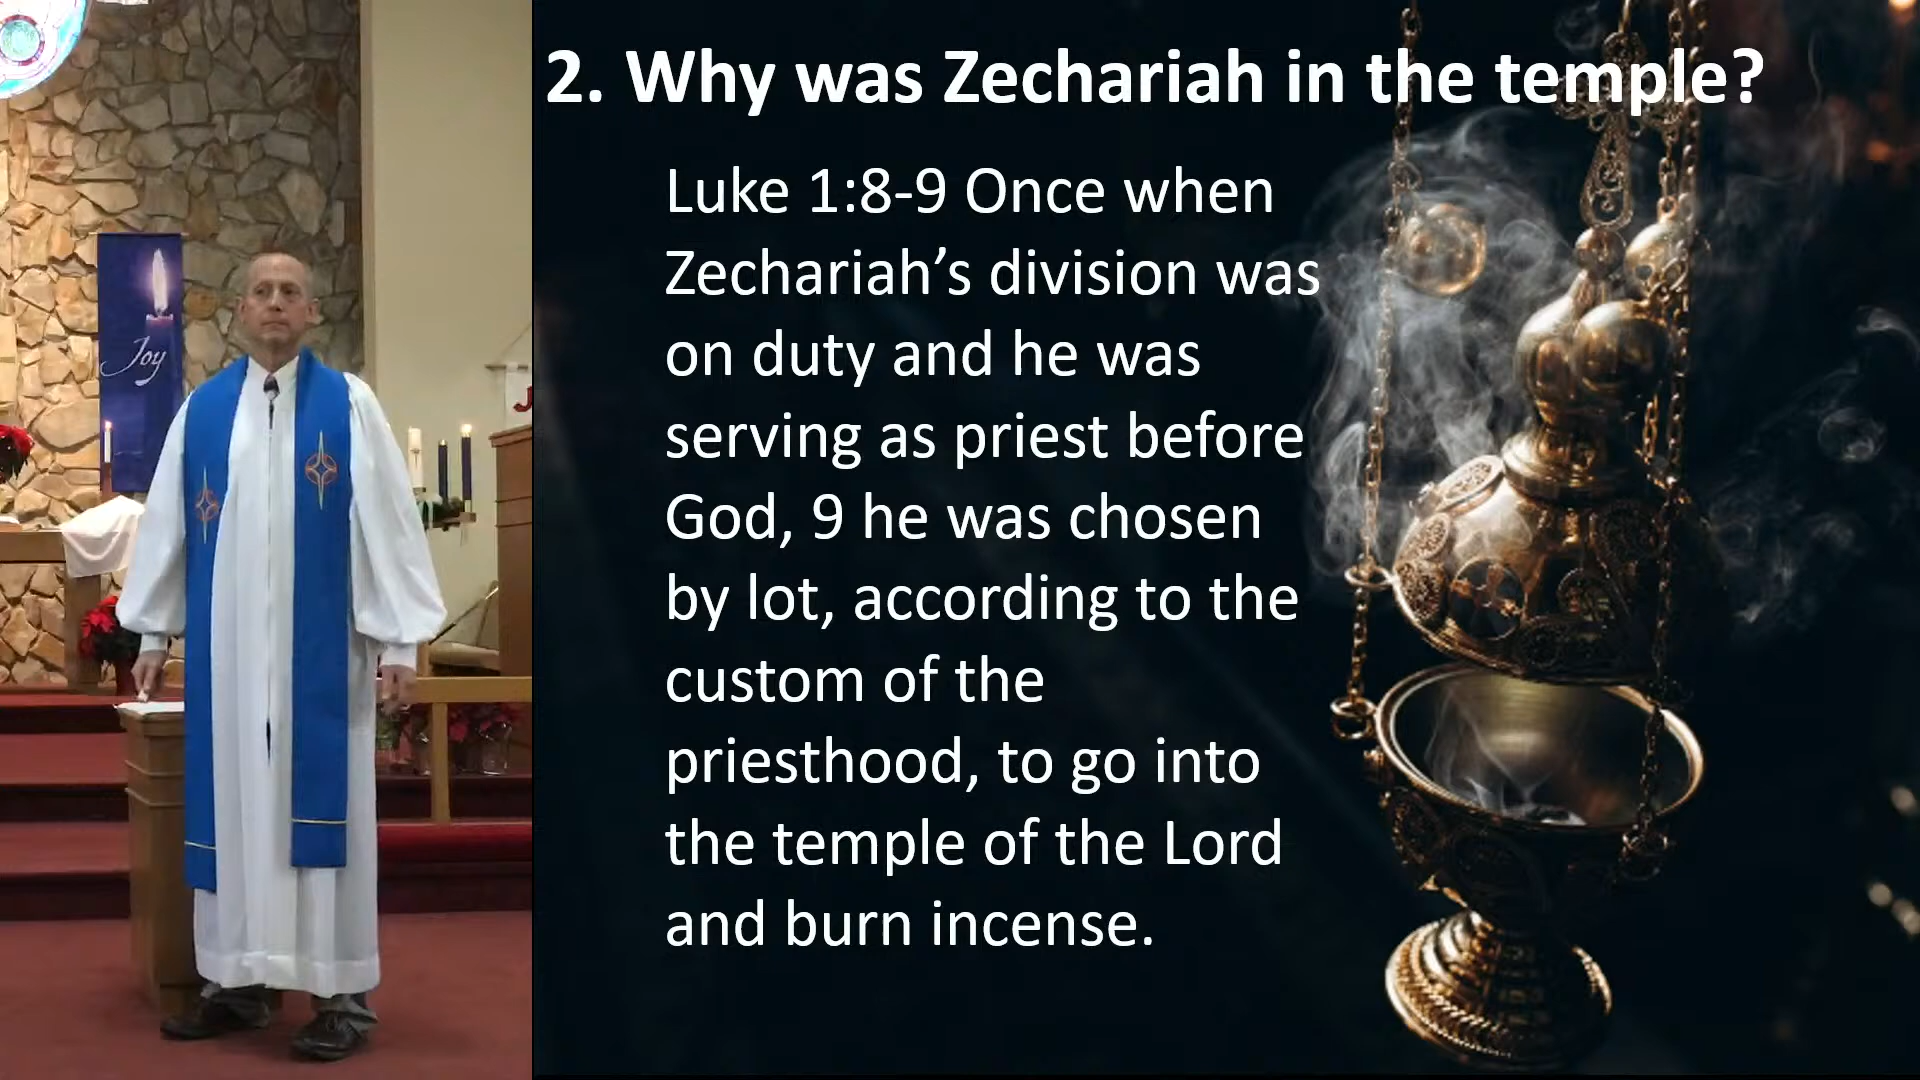 2. Why was Zechariah in the temple?
Luke 1:8-9 Once when
Zechariah’s division was
on duty and he was
serving as priest before
God, 9 he was chosen
by lot, according to the
custom of the
priesthood, to go into
the temple of the Lord
and burn incense.
Joy
J